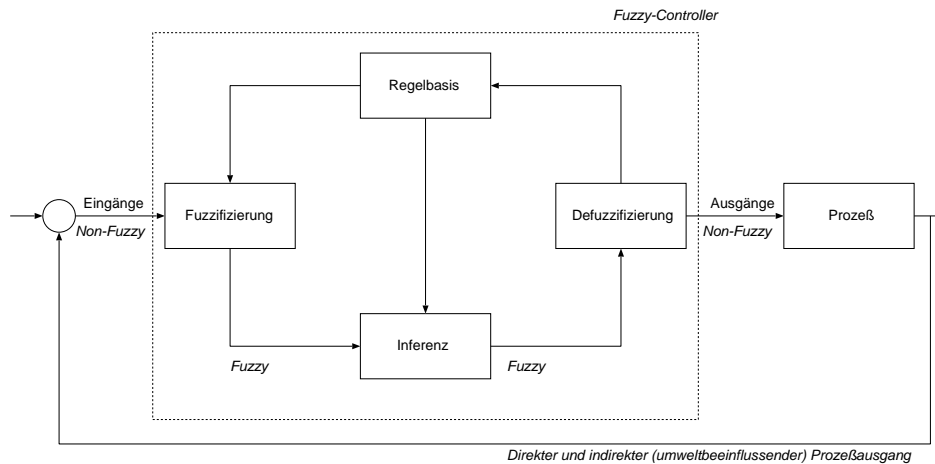 Fuzzy-Controller
Regelbasis
Eingänge
Non-Fuzzy
Fuzzifizierung
Defuzzifizierung
Ausgänge
Non-Fuzzy
Prozeß
Fuzzy
Inferenz
Fuzzy
Direkter und indirekter (umweltbeeinflussender) Prozeßausgang